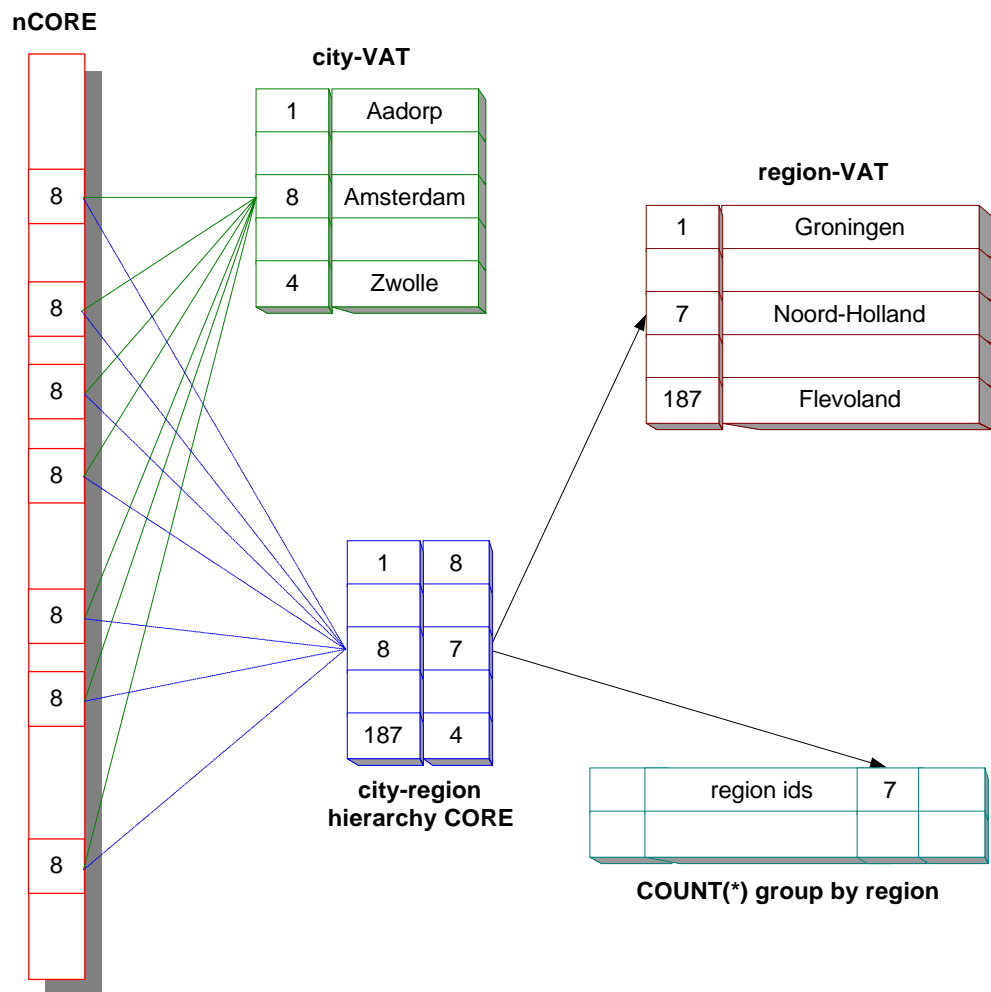 nCORE
8
8
8
8
8
8
8
city-VAT
1 Aadorp
8 Amsterdam
4 Zwolle
region-VAT
1 Groningen
7 Noord-Holland
187 Flevoland
1 8
8 7
187 4
city-region
hierarchy CORE
region ids 7
COUNT(*) group by region